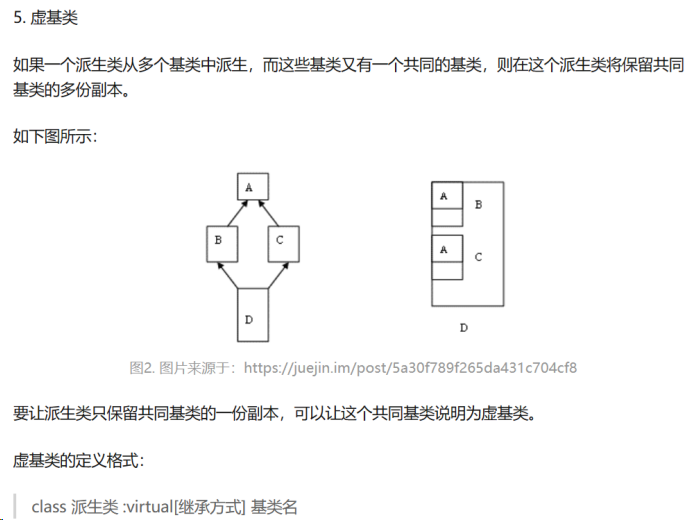 5. 虚基类
如果一个派生类从多个基类中派生，而这些基类又有一个共同的基类，则在这个派生类将保留共同
基类的多份副本。
如下图所示：
A
B C
D
A B
A C
D
图2. 图片来源于：https://juejin.im/post/5a30f789f265da431c704cf8
要让派生类只保留共同基类的一份副本，可以让这个共同基类说明为虚基类。
虚基类的定义格式：
class 派生类 :virtual[继承方式] 基类名